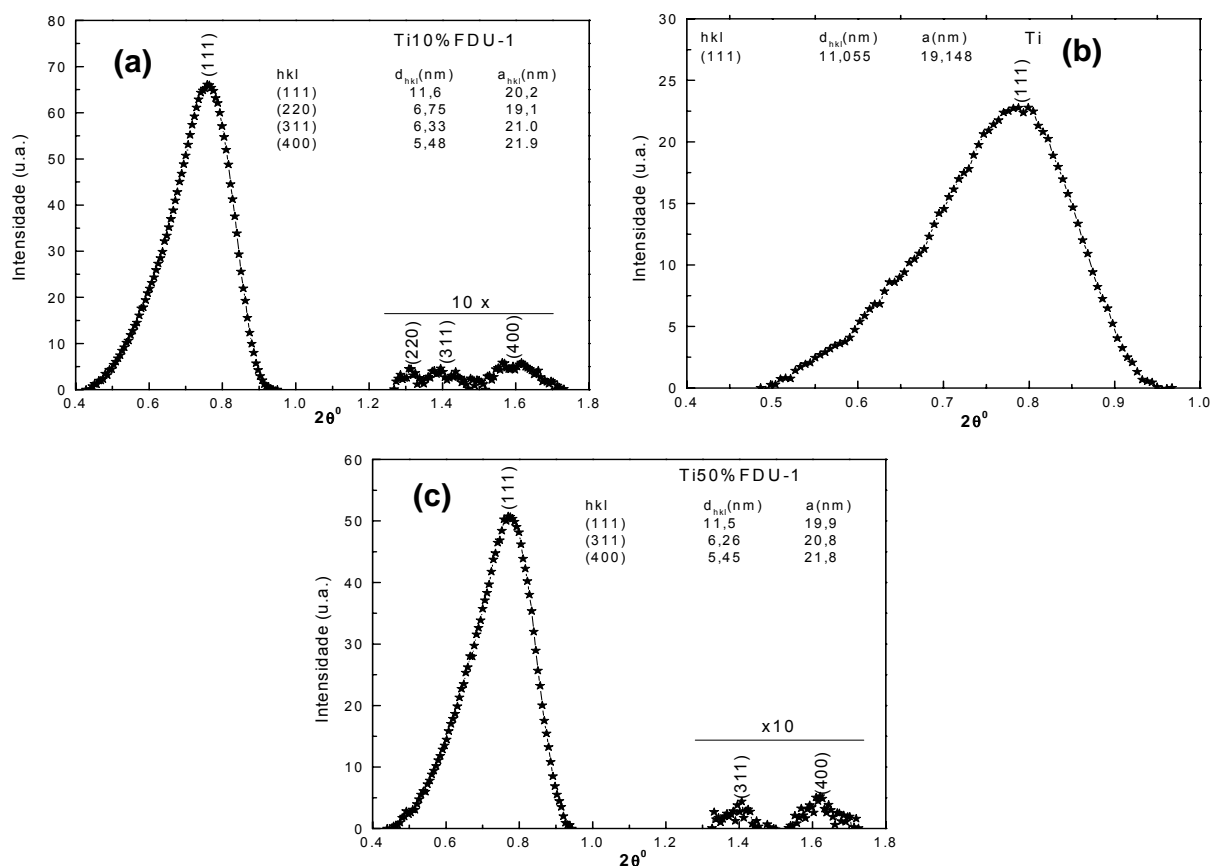 (a)
Ti10%FDU-1
(111)
hkl d_hkl(nm) a_hkl(nm)
(111) 11,6 20,2
(220) 6,75 19,1
(311) 6,33 21.0
(400) 5,48 21.9
10 x
(220) (311) (400)
Intensidade (u.a.)
80
70
60
50
40
30
20
10
0
0.4 0.6 0.8 1.0 1.2 1.4 1.6 1.8
2θ⁰
(b)
hkl d_hkl(nm) a(nm) Ti
(111) 11,055 19,148
(111)
Intensidade (u.a.)
30
25
20
15
10
5
0
0.4 0.5 0.6 0.7 0.8 0.9 1.0
2θ⁰
(c)
Ti50%FDU-1
(111)
hkl d_hkl(nm) a(nm)
(111) 11,5 19,9
(311) 6,26 20,8
(400) 5,45 21,8
x10
(311) (400)
Intensidade (u.a.)
60
50
40
30
20
10
0
0.4 0.6 0.8 1.0 1.2 1.4 1.6 1.8
2θ⁰